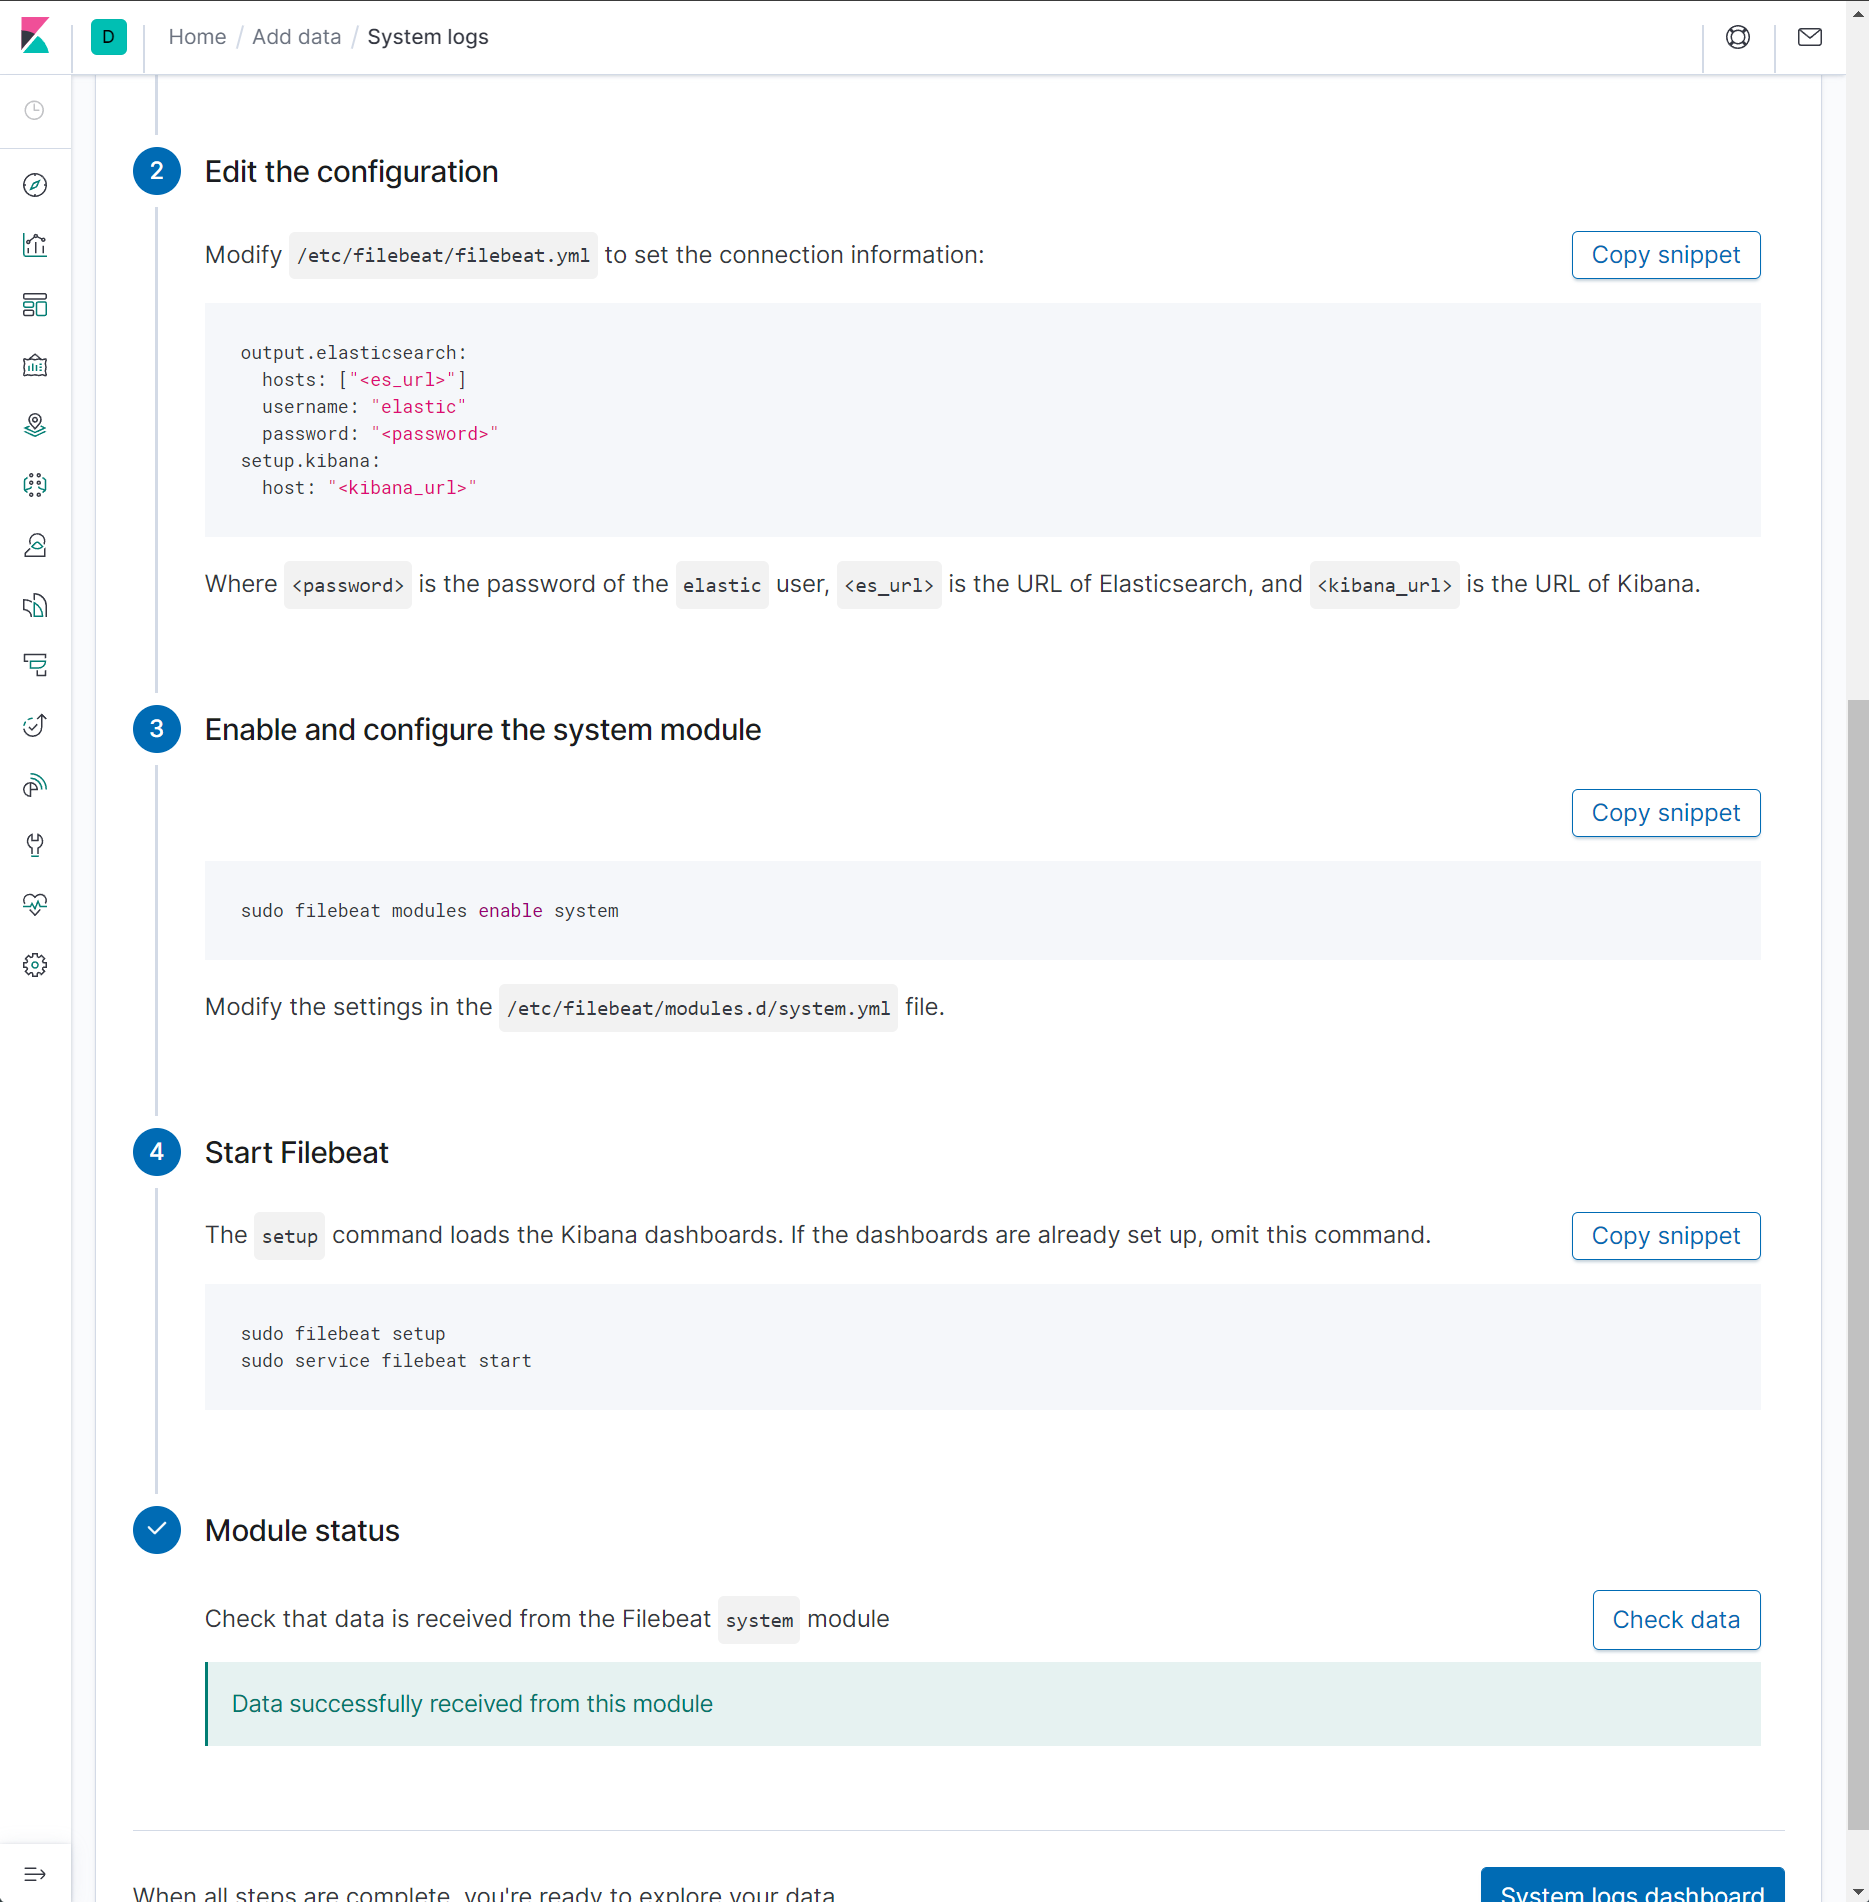 D Home / Add data / System logs
2 Edit the configuration
Modify /etc/filebeat/filebeat.yml to set the connection information:
Copy snippet
output.elasticsearch:
  hosts: ["<es_url>"]
  username: "elastic"
  password: "<password>"
setup.kibana:
  host: "<kibana_url>"
Where <password> is the password of the elastic user, <es_url> is the URL of Elasticsearch, and <kibana_url> is the URL of Kibana.
3 Enable and configure the system module
Copy snippet
sudo filebeat modules enable system
Modify the settings in the /etc/filebeat/modules.d/system.yml file.
4 Start Filebeat
The setup command loads the Kibana dashboards. If the dashboards are already set up, omit this command.
Copy snippet
sudo filebeat setup
sudo service filebeat start
Module status
Check that data is received from the Filebeat system module
Check data
Data successfully received from this module
When all steps are complete, you're ready to explore your data.
System logs dashboard